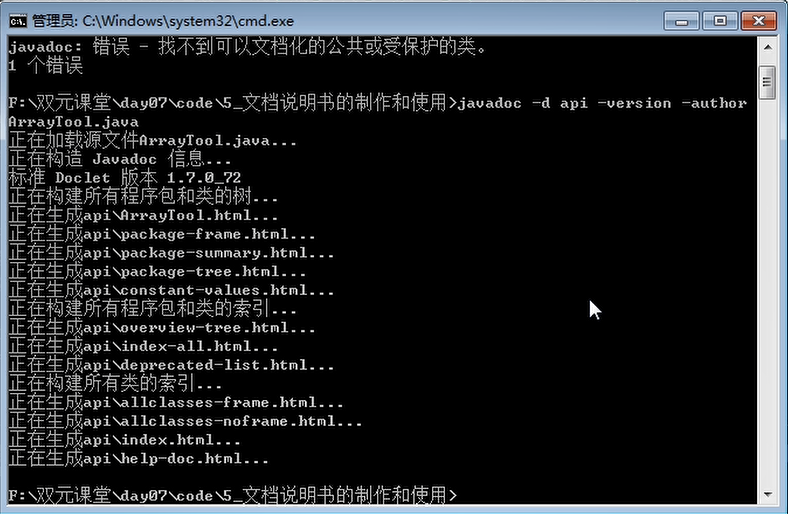 管理员: C:\Windows\system32\cmd.exe
javadoc: 错误 - 找不到可以文档化的公共或受保护的类。
1 个错误
F:\双元课堂\day07\code\5_文档说明书的制作和使用>javadoc -d api -version -author
ArrayTool.java
正在加载源文件ArrayTool.java...
正在构造 Javadoc 信息...
标准 Doclet 版本 1.7.0_72
正在构建所有程序包和类的树...
正在生成api\ArrayTool.html...
正在生成api\package-frame.html...
正在生成api\package-summary.html...
正在生成api\package-tree.html...
正在生成api\constant-values.html...
正在构建所有程序包和类的索引...
正在生成api\overview-tree.html...
正在生成api\index-all.html...
正在生成api\deprecated-list.html...
正在构建所有类的索引...
正在生成api\allclasses-frame.html...
正在生成api\allclasses-noframe.html...
正在生成api\index.html...
正在生成api\help-doc.html...
F:\双元课堂\day07\code\5_文档说明书的制作和使用>